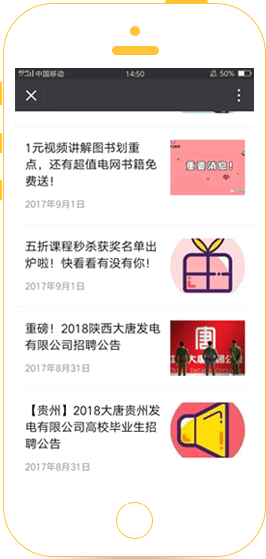 中国移动 14:50 50%
1元视频讲解图书划重
点，还有超值电网书籍免
费送！
重要消息！
2017年9月1日
五折课程秒杀获奖名单出
炉啦！快看看有没有你！
2017年9月1日
重磅！2018陕西大唐发电
有限公司招聘公告
唐
2017年8月31日
【贵州】2018大唐贵州发
电有限公司高校毕业生招
聘公告
2017年8月31日